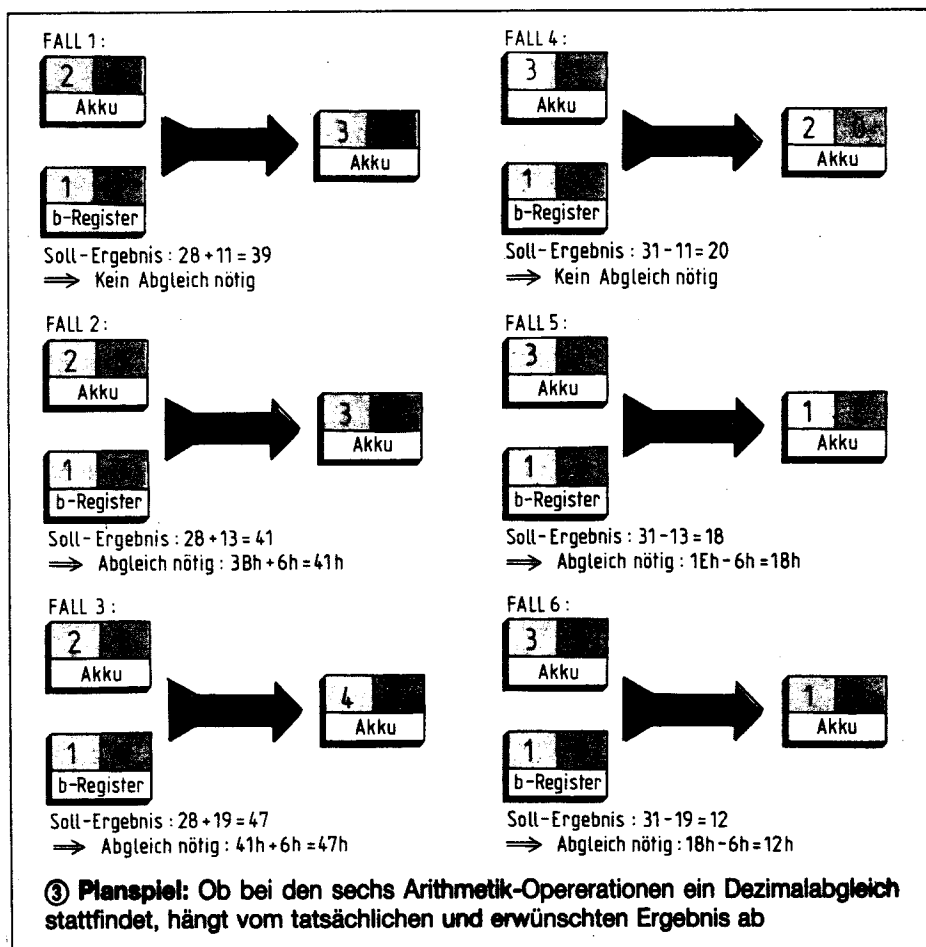 FALL 1:
2
Akku
3
Akku
1
b-Register
Soll-Ergebnis : 28 + 11 = 39
⟹ Kein Abgleich nötig
FALL 2:
2
Akku
3
Akku
1
b-Register
Soll-Ergebnis : 28 + 13 = 41
⟹ Abgleich nötig : 3Bh + 6h = 41h
FALL 3:
2
Akku
4
Akku
1
b-Register
Soll-Ergebnis : 28 + 19 = 47
⟹ Abgleich nötig : 41h + 6h = 47h
FALL 4:
3
Akku
2 0
Akku
1
b-Register
Soll-Ergebnis : 31 - 11 = 20
⟹ Kein Abgleich nötig
FALL 5:
3
Akku
1
Akku
1
b-Register
Soll-Ergebnis : 31 - 13 = 18
⟹ Abgleich nötig : 1Eh - 6h = 18h
FALL 6:
3
Akku
1
Akku
1
b-Register
Soll-Ergebnis : 31 - 19 = 12
⟹ Abgleich nötig : 18h - 6h = 12h
③ Planspiel: Ob bei den sechs Arithmetik-Opererationen ein Dezimalabgleich
stattfindet, hängt vom tatsächlichen und erwünschten Ergebnis ab